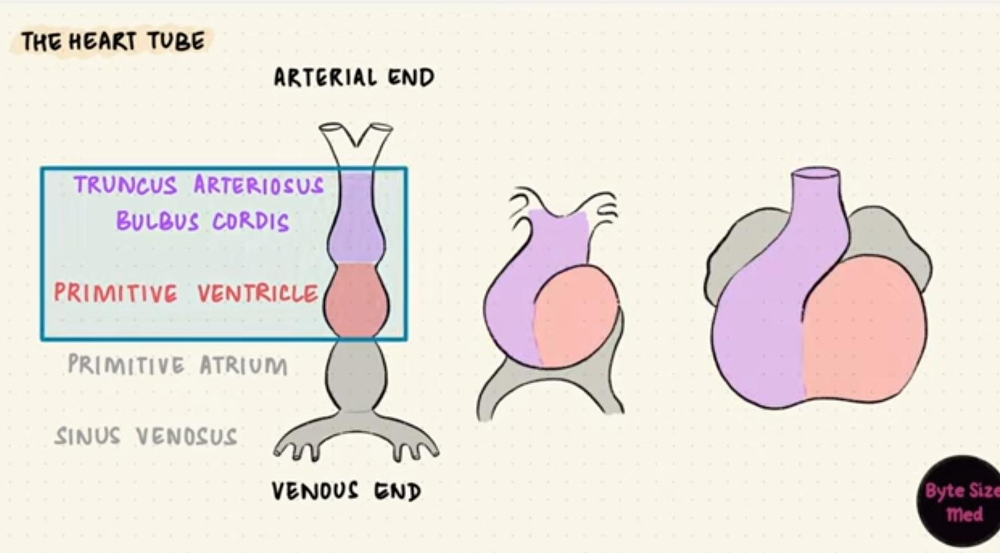 THE HEART TUBE
ARTERIAL END
TRUNCUS ARTERIOSUS
BULBUS CORDIS
PRIMITIVE VENTRICLE
PRIMITIVE ATRIUM
SINUS VENOSUS
VENOUS END
Byte Size
Med